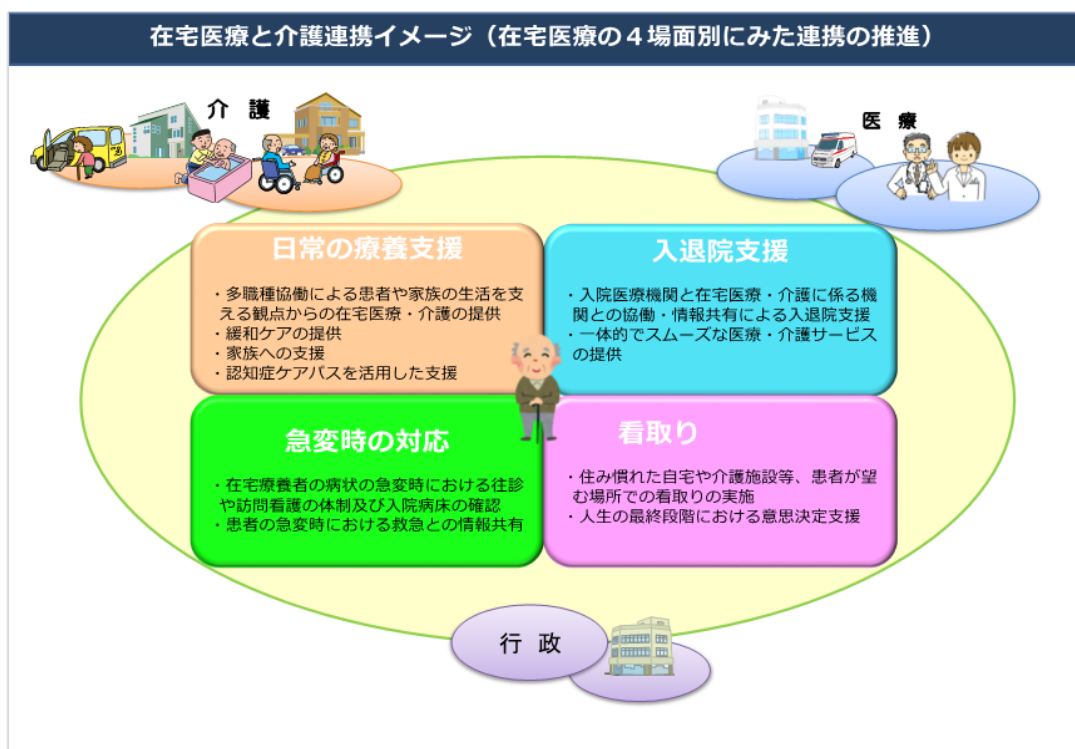 在宅医療と介護連携イメージ（在宅医療の４場面別にみた連携の推進）
介 護
医 療
日常の療養支援
・多職種協働による患者や家族の生活を支
える観点からの在宅医療・介護の提供
・緩和ケアの提供
・家族への支援
・認知症ケアパスを活用した支援
入退院支援
・入院医療機関と在宅医療・介護に係る機
関との協働・情報共有による入退院支援
・一体的でスムーズな医療・介護サービス
の提供
急変時の対応
・在宅療養者の病状の急変時における往診
や訪問看護の体制及び入院病床の確認
・患者の急変時における救急との情報共有
看取り
・住み慣れた自宅や介護施設等、患者が望
む場所での看取りの実施
・人生の最終段階における意思決定支援
行 政